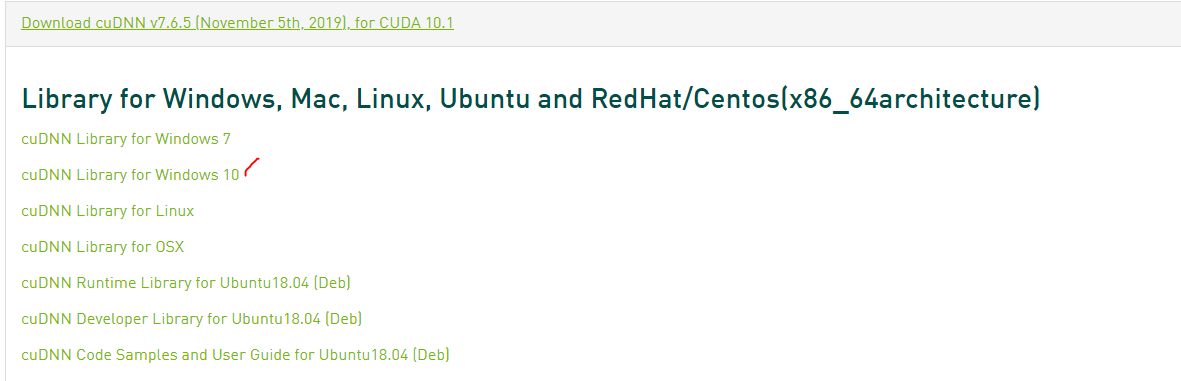 Download cuDNN v7.6.5 (November 5th, 2019), for CUDA 10.1
Library for Windows, Mac, Linux, Ubuntu and RedHat/Centos(x86_64architecture)
cuDNN Library for Windows 7
cuDNN Library for Windows 10
cuDNN Library for Linux
cuDNN Library for OSX
cuDNN Runtime Library for Ubuntu18.04 (Deb)
cuDNN Developer Library for Ubuntu18.04 (Deb)
cuDNN Code Samples and User Guide for Ubuntu18.04 (Deb)